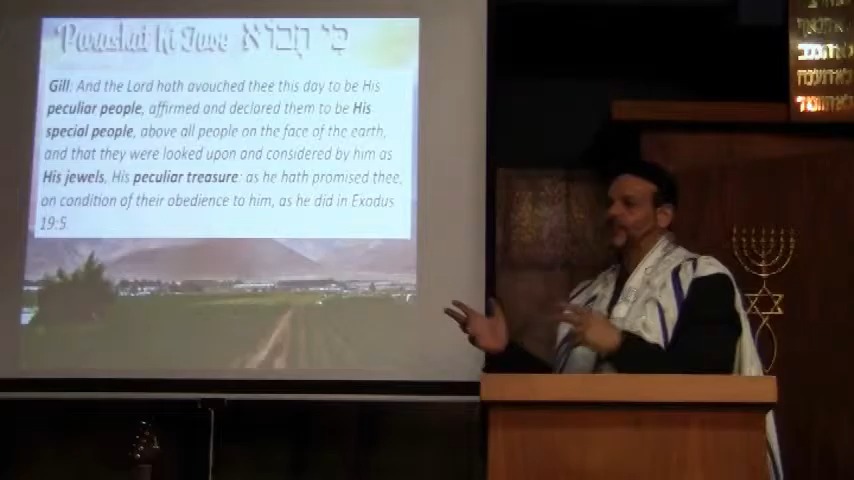 Parashat Ki Tavo כי תבוא
Gill: And the Lord hath avouched thee this day to be His
peculiar people, affirmed and declared them to be His
special people, above all people on the face of the earth,
and that they were looked upon and considered by him as
His jewels, His peculiar treasure: as he hath promised thee,
on condition of their obedience to him, as he did in Exodus
19:5.